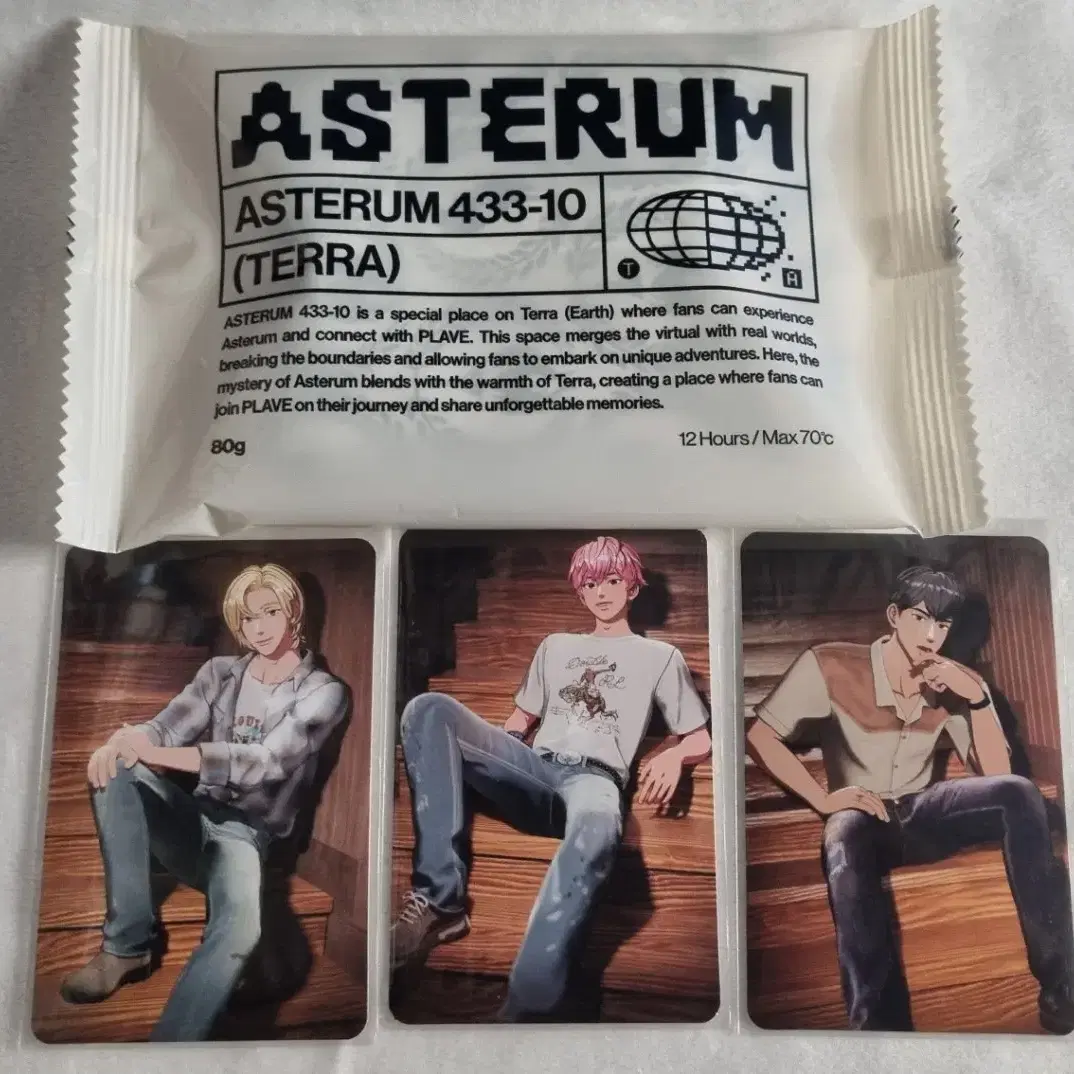 ASTERUM
ASTERUM 433-10
(TERRA)
T
A
ASTERUM 433-10 is a special place on Terra (Earth) where fans can experience
Asterum and connect with PLAVE. This space merges the virtual with real worlds,
breaking the boundaries and allowing fans to embark on unique adventures. Here, the
mystery of Asterum blends with the warmth of Terra, creating a place where fans can
join PLAVE on their journey and share unforgettable memories.
80g
12 Hours / Max 70℃
Double
RL